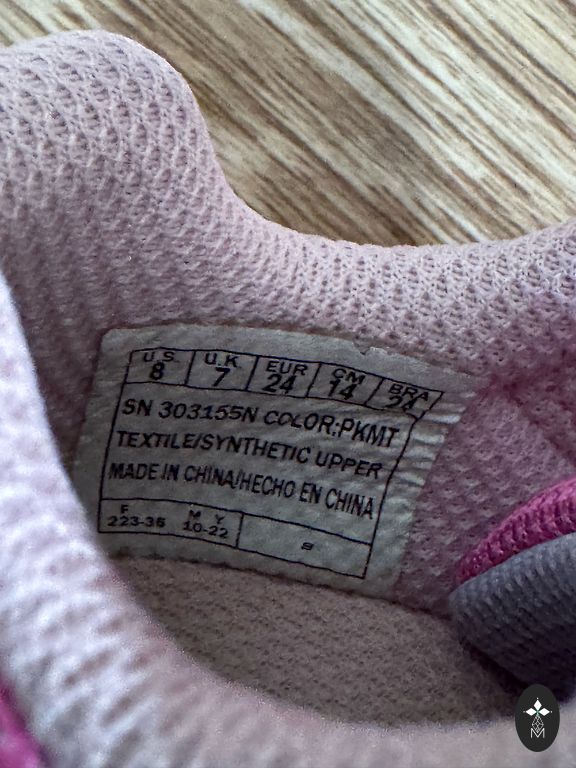 U.S. U.K EUR CM BRA
8 7 24 14
SN 303155N COLOR:PKMT
TEXTILE/SYNTHETIC UPPER
MADE IN CHINA/HECHO EN CHINA
F M Y
223-35 10-22